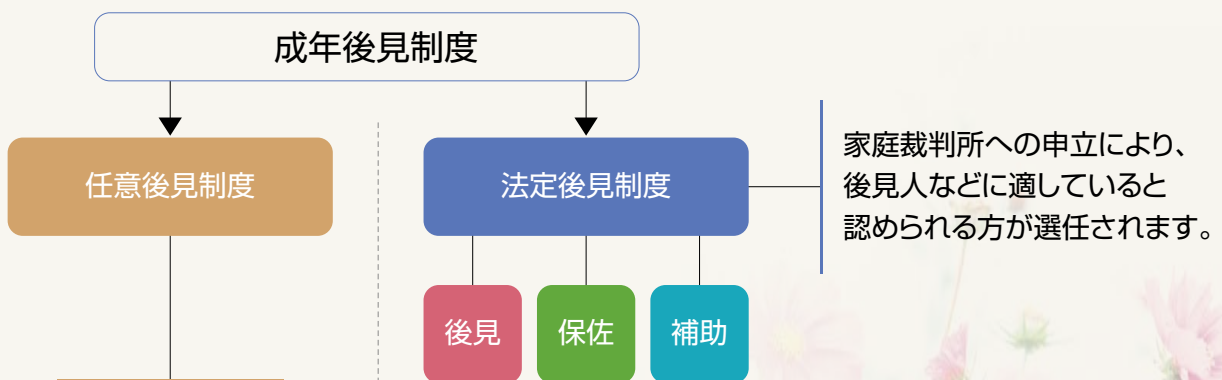 成年後見制度
任意後見制度
法定後見制度
家庭裁判所への申立により、
後見人などに適していると
認められる方が選任されます。
後見
保佐
補助